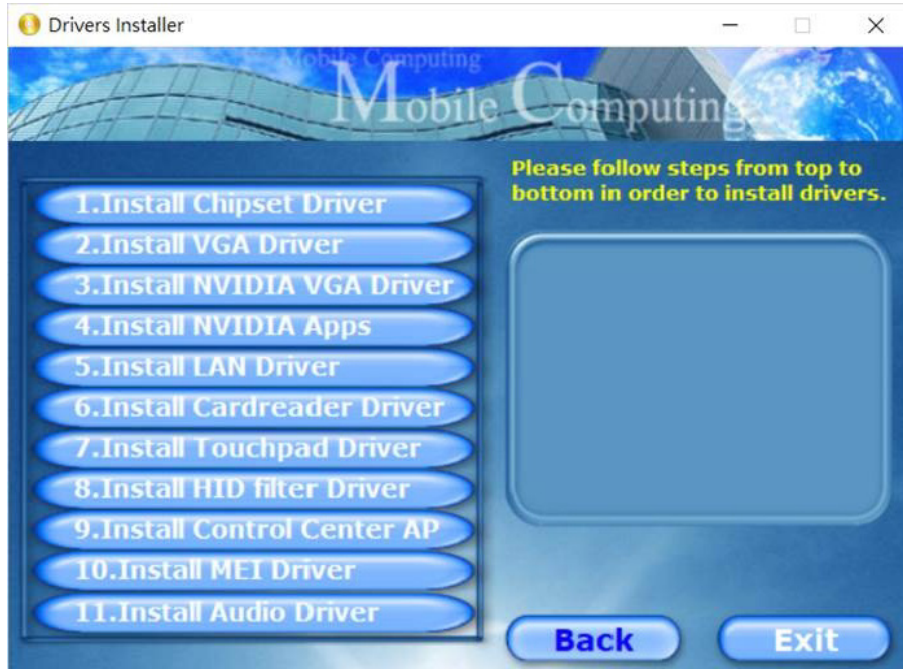 Drivers Installer
Mobile Computing
Mobile Computing
Please follow steps from top to
bottom in order to install drivers.
1.Install Chipset Driver
2.Install VGA Driver
3.Install NVIDIA VGA Driver
4.Install NVIDIA Apps
5.Install LAN Driver
6.Install Cardreader Driver
7.Install Touchpad Driver
8.Install HID filter Driver
9.Install Control Center AP
10.Install MEI Driver
11.Install Audio Driver
Back
Exit